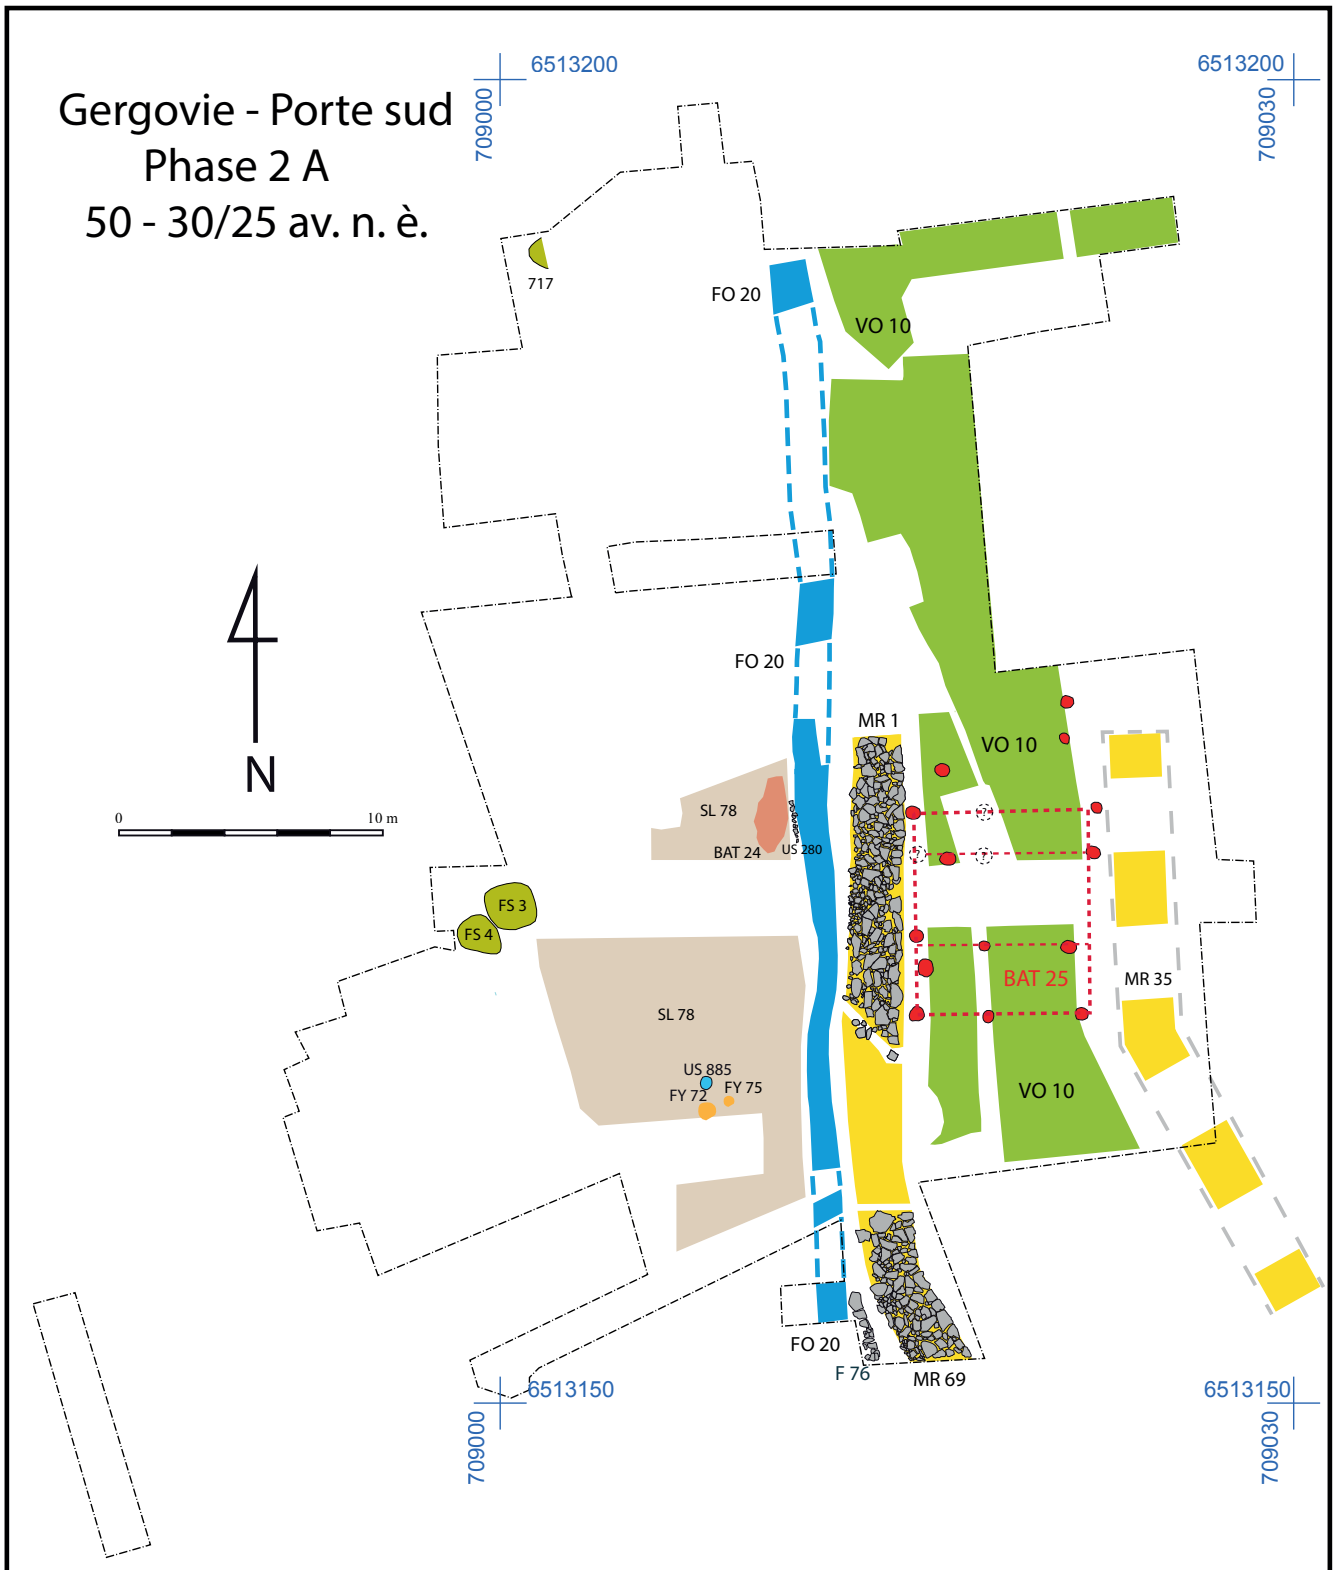 6513200
6513200
709000
709030
Gergovie - Porte sud
Phase 2 A
50 - 30/25 av. n. è.
717
FO 20
VO 10
N
0
10 m
FO 20
MR 1
VO 10
SL 78
BAT 24
US 280
?
?
?
FS 3
FS 4
BAT 25
MR 35
SL 78
US 885
FY 72
FY 75
VO 10
FO 20
F 76
MR 69
6513150
6513150
709000
709030